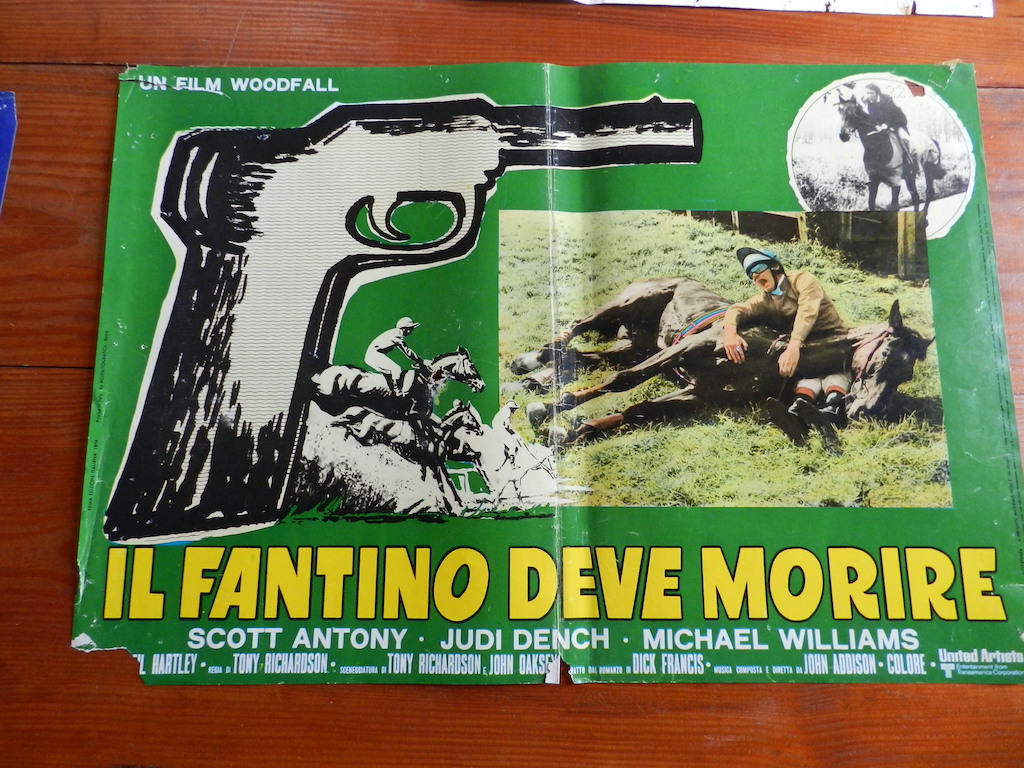 UN FILM WOODFALL
IL FANTINO DEVE MORIRE
SCOTT ANTONY · JUDI DENCH · MICHAEL WILLIAMS
L HARTLEY · REGIA DI TONY RICHARDSON · SCENEGGIATURA DI TONY RICHARDSON E JOHN OAKSE ATTO DAL ROMANZO DI DICK FRANCIS · MUSICA COMPOSTA E DIRETTA DA JOHN ADDISON · COLORE ·
United Artists
T Entertainment from
Transamerica Corporation